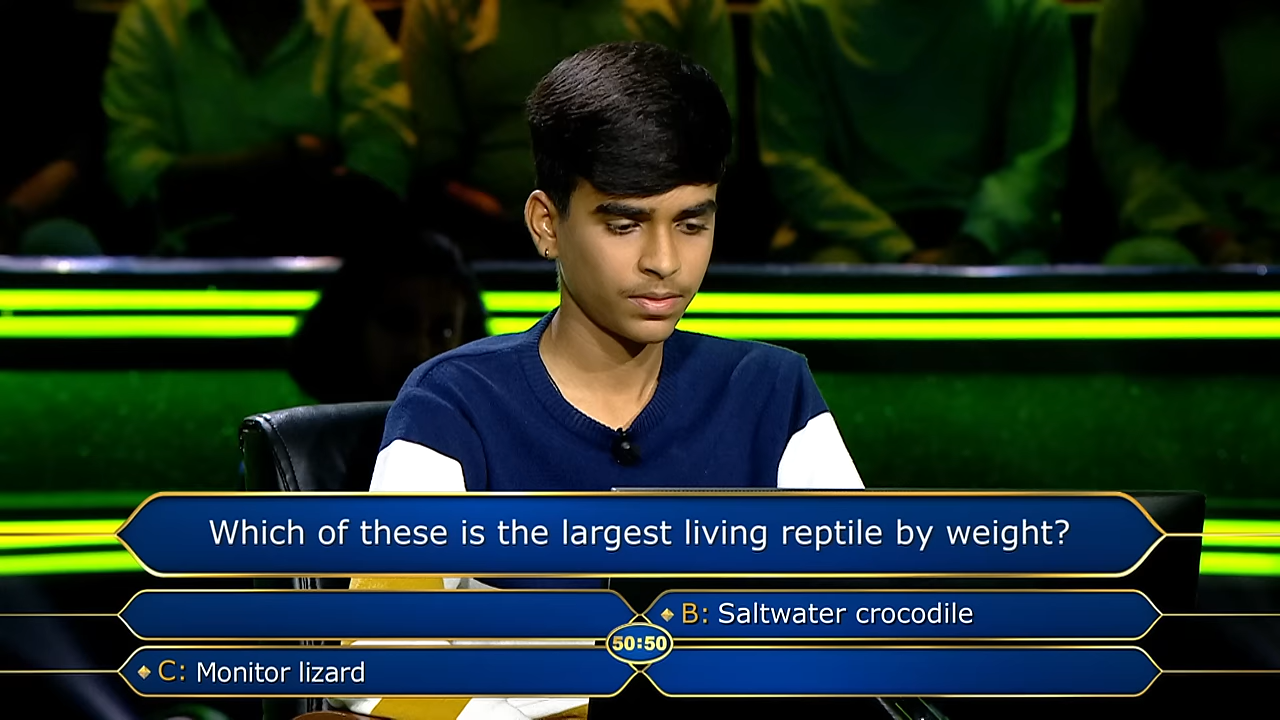 Which of these is the largest living reptile by weight?
B: Saltwater crocodile
50:50
C: Monitor lizard